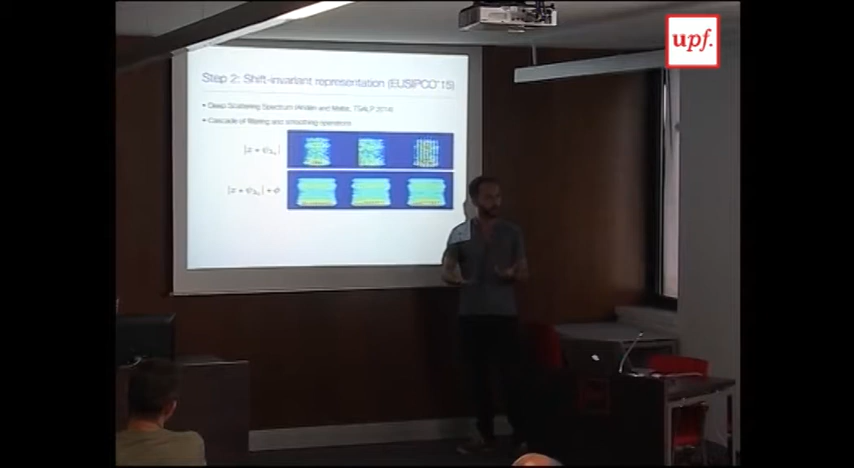 upf.
Step 2: Shift-invariant representation (EUSIPCO'15)
• Deep Scattering Spectrum (Andén and Mallat, TSALP 2014)
• Cascade of filtering and smoothing operations